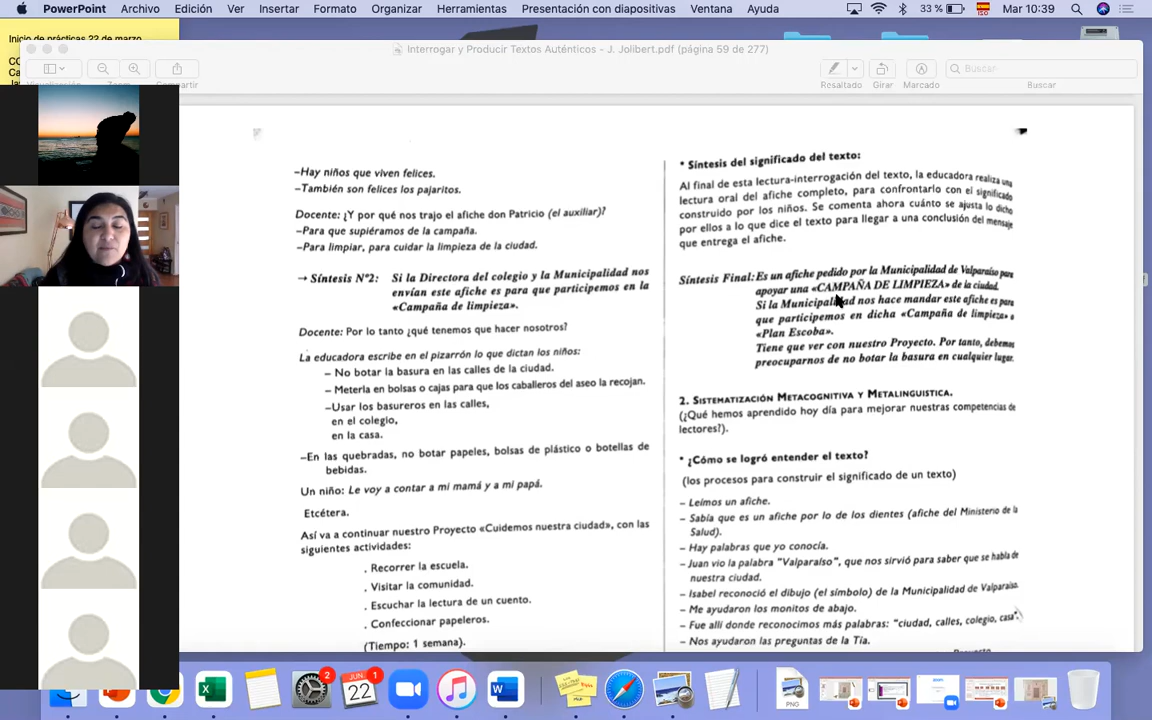 PowerPoint Archivo Edición Ver Insertar Formato Organizar Herramientas Presentación con diapositivas Ventana Ayuda 33 % Mar 10:39
Inicio de prácticas 22 de marzo
Interrogar y Producir Textos Auténticos - J. Jolibert.pdf (página 59 de 277)
Buscar
Visualización Zoom Compartir Resaltado Girar Marcado Buscar
–Hay niños que viven felices.
–También son felices los pajaritos.
Docente: ¿Y por qué nos trajo el afiche don Patricio (el auxiliar)?
–Para que supiéramos de la campaña.
–Para limpiar, para cuidar la limpieza de la ciudad.
→ Síntesis Nº2: Si la Directora del colegio y la Municipalidad nos
envían este afiche es para que participemos en la
«Campaña de limpieza».
Docente: Por lo tanto ¿qué tenemos que hacer nosotros?
La educadora escribe en el pizarrón lo que dictan los niños:
– No botar la basura en las calles de la ciudad.
– Meterla en bolsas o cajas para que los caballeros del aseo la recojan.
–Usar los basureros en las calles,
en el colegio,
en la casa.
–En las quebradas, no botar papeles, bolsas de plástico o botellas de
bebidas.
Un niño: Le voy a contar a mi mamá y a mi papá.
Etcétera.
Así va a continuar nuestro Proyecto «Cuidemos nuestra ciudad», con las
siguientes actividades:
. Recorrer la escuela.
. Visitar la comunidad.
. Escuchar la lectura de un cuento.
. Confeccionar papeleros.
(Tiempo: 1 semana).
• Síntesis del significado del texto:
Al final de esta lectura-interrogación del texto, la educadora realiza una
lectura oral del afiche completo, para confrontarlo con el significado
construido por los niños. Se comenta ahora cuánto se ajusta lo dicho
por ellos a lo que dice el texto para llegar a una conclusión del mensaje
que entrega el afiche.
Síntesis Final: Es un afiche pedido por la Municipalidad de Valparaíso para
apoyar una «CAMPAÑA DE LIMPIEZA» de la ciudad.
Si la Municipalidad nos hace mandar este afiche es para
que participemos en dicha «Campaña de limpieza» o
«Plan Escoba».
Tiene que ver con nuestro Proyecto. Por tanto, debemos
preocuparnos de no botar la basura en cualquier lugar.
2. SISTEMATIZACIÓN METACOGNITIVA Y METALINGUISTICA.
(¿Qué hemos aprendido hoy día para mejorar nuestras competencias de
lectores?).
• ¿Cómo se logró entender el texto?
(los procesos para construir el significado de un texto)
– Leímos un afiche.
– Sabía que es un afiche por lo de los dientes (afiche del Ministerio de la
Salud).
– Hay palabras que yo conocía.
– Juan vio la palabra "Valparaíso", que nos sirvió para saber que se habla de
nuestra ciudad.
– Isabel reconoció el dibujo (el símbolo) de la Municipalidad de Valparaíso.
– Me ayudaron los monitos de abajo.
– Fue allí donde reconocimos más palabras: "ciudad, calles, colegio, casa".
– Nos ayudaron las preguntas de la Tía.
2
JUN
22
1
PNG